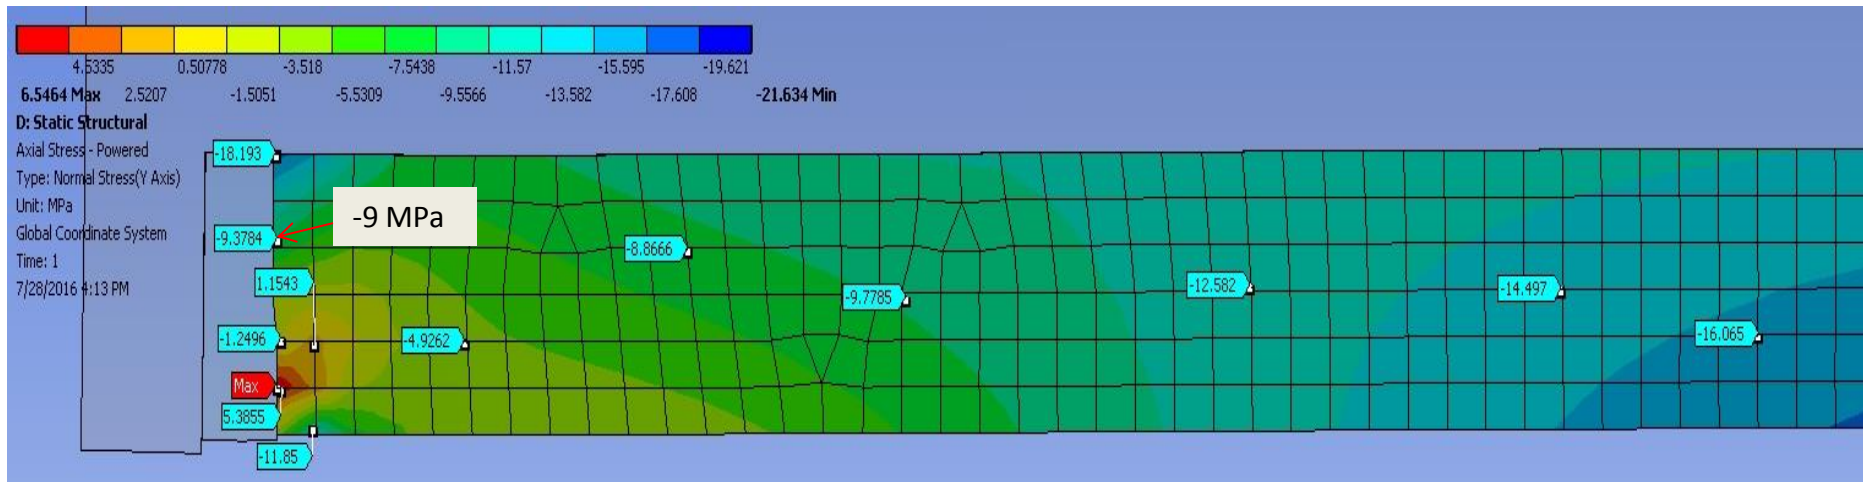 4.5335 0.50778 -3.518 -7.5438 -11.57 -15.595 -19.621
6.5464 Max 2.5207 -1.5051 -5.5309 -9.5566 -13.582 -17.608 -21.634 Min
D: Static Structural
Axial Stress - Powered
Type: Normal Stress(Y Axis)
Unit: MPa
Global Coordinate System
Time: 1
7/28/2016 4:13 PM
-18.193
-9 MPa
-9.3784
-8.8666
1.1543
-9.7785
-12.582
-14.497
-1.2496
-4.9262
-16.065
Max
5.3855
-11.85